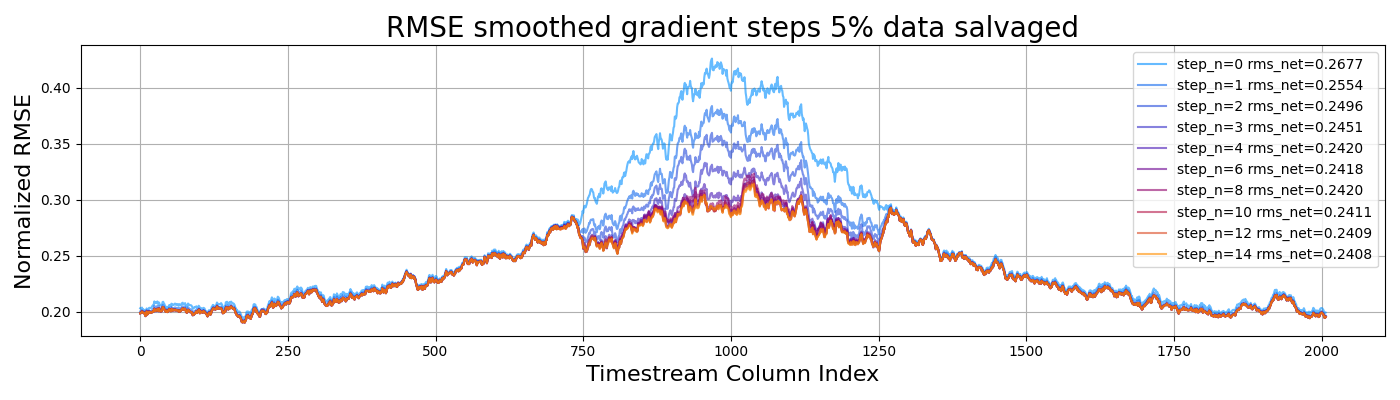 RMSE smoothed gradient steps 5% data salvaged
Normalized RMSE
0.40
0.35
0.30
0.25
0.20
step_n=0 rms_net=0.2677
step_n=1 rms_net=0.2554
step_n=2 rms_net=0.2496
step_n=3 rms_net=0.2451
step_n=4 rms_net=0.2420
step_n=6 rms_net=0.2418
step_n=8 rms_net=0.2420
step_n=10 rms_net=0.2411
step_n=12 rms_net=0.2409
step_n=14 rms_net=0.2408
0 250 500 750 1000 1250 1500 1750 2000
Timestream Column Index